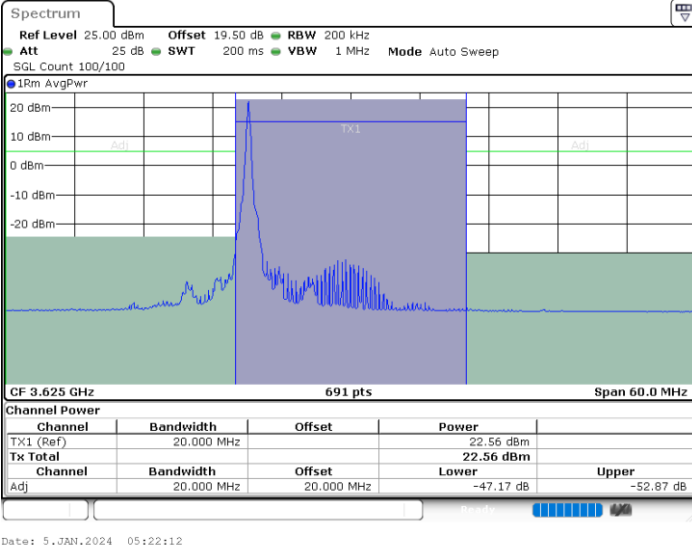 Spectrum
Ref Level 25.00 dBm Offset 19.50 dB RBW 200 kHz
Att 25 dB SWT 200 ms VBW 1 MHz Mode Auto Sweep
SGL Count 100/100
1Rm AvgPwr
20 dBm
TX1
10 dBm
Adj
Adj
0 dBm
-10 dBm
-20 dBm
CF 3.625 GHz 691 pts Span 60.0 MHz
Channel Power
Channel Bandwidth Offset Power
TX1 (Ref) 20.000 MHz 22.56 dBm
Tx Total 22.56 dBm
Channel Bandwidth Offset Lower Upper
Adj 20.000 MHz 20.000 MHz -47.17 dB -52.87 dB
Ready
Date: 5.JAN.2024 05:22:12